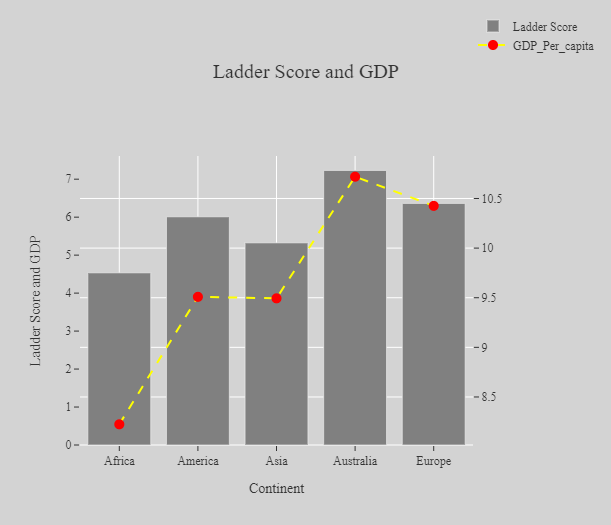 Ladder Score
GDP_Per_capita
Ladder Score and GDP
Ladder Score and GDP
7
6
5
4
3
2
1
0
10.5
10
9.5
9
8.5
Africa America Asia Australia Europe
Continent